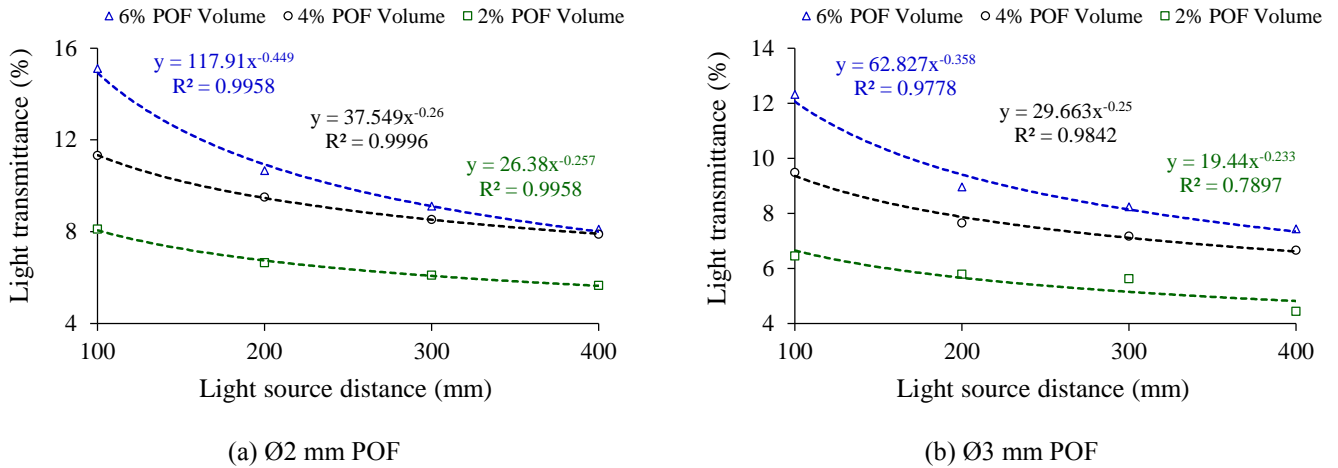 6% POF Volume 4% POF Volume 2% POF Volume
16
12
8
4
100 200 300 400
Light transmittance (%)
Light source distance (mm)
y = 117.91x^-0.449
R² = 0.9958
y = 37.549x^-0.26
R² = 0.9996
y = 26.38x^-0.257
R² = 0.9958
(a) Ø2 mm POF
6% POF Volume 4% POF Volume 2% POF Volume
14
12
10
8
6
4
100 200 300 400
Light transmittance (%)
Light source distance (mm)
y = 62.827x^-0.358
R² = 0.9778
y = 29.663x^-0.25
R² = 0.9842
y = 19.44x^-0.233
R² = 0.7897
(b) Ø3 mm POF